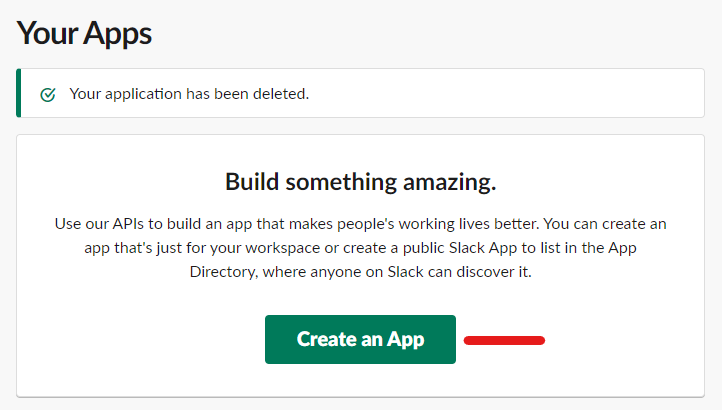 Your Apps
Your application has been deleted.
Build something amazing.
Use our APIs to build an app that makes people's working lives better. You can create an
app that's just for your workspace or create a public Slack App to list in the App
Directory, where anyone on Slack can discover it.
Create an App